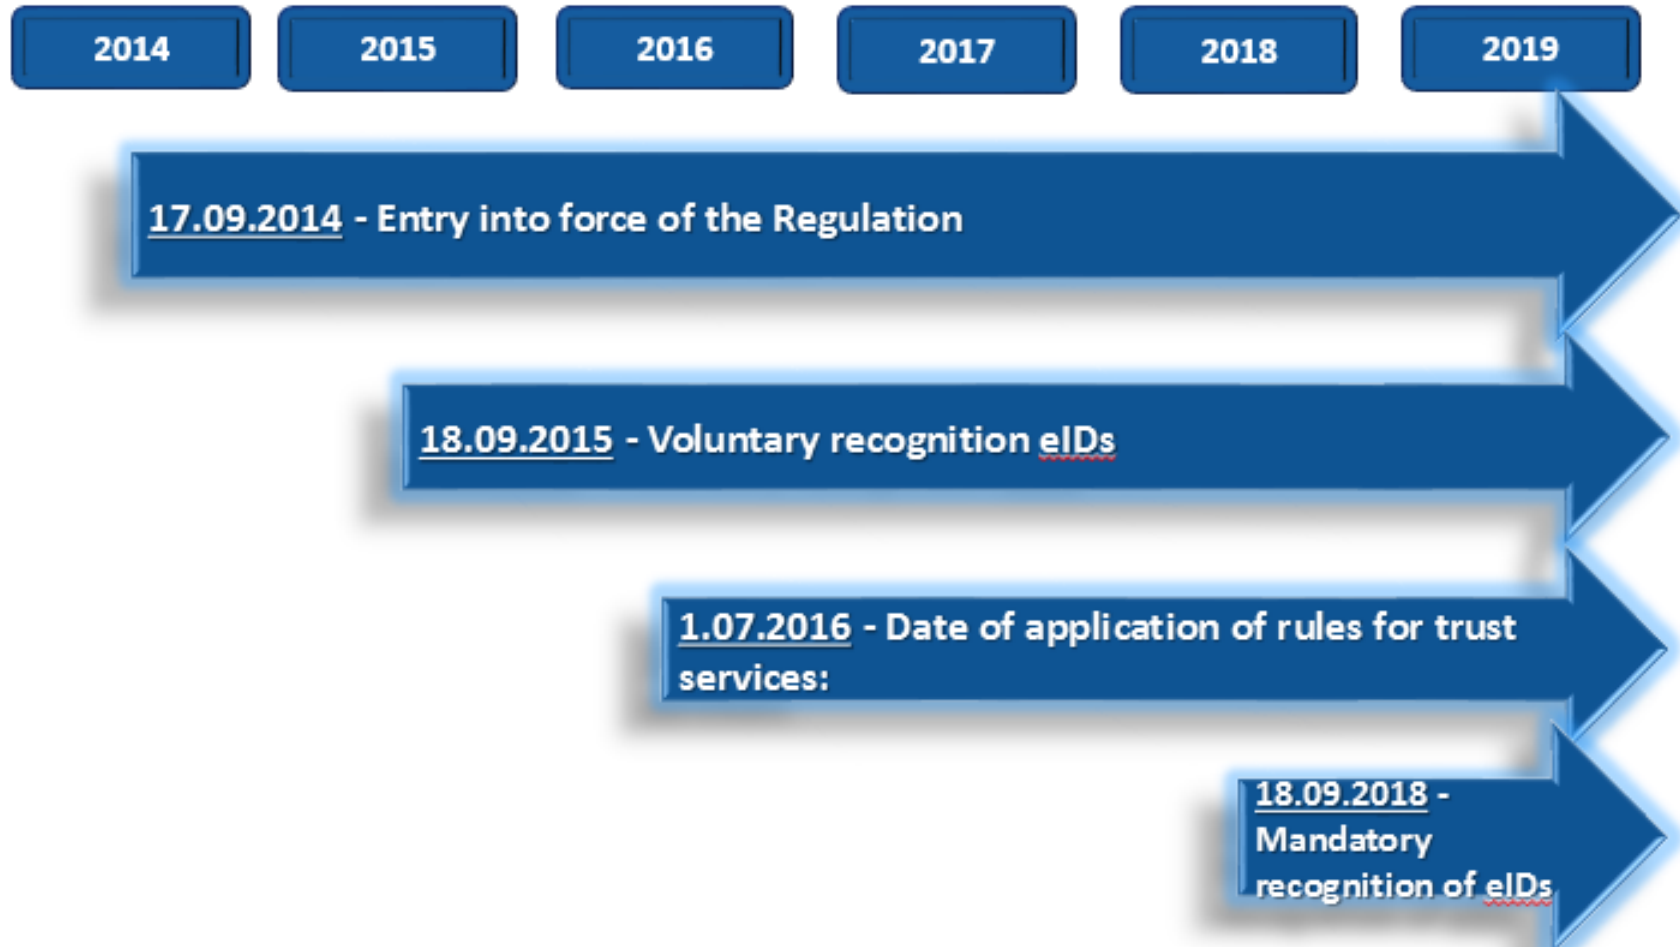 2014 2015 2016 2017 2018 2019
17.09.2014 - Entry into force of the Regulation
18.09.2015 - Voluntary recognition eIDs
1.07.2016 - Date of application of rules for trust
services:
18.09.2018 -
Mandatory
recognition of eIDs